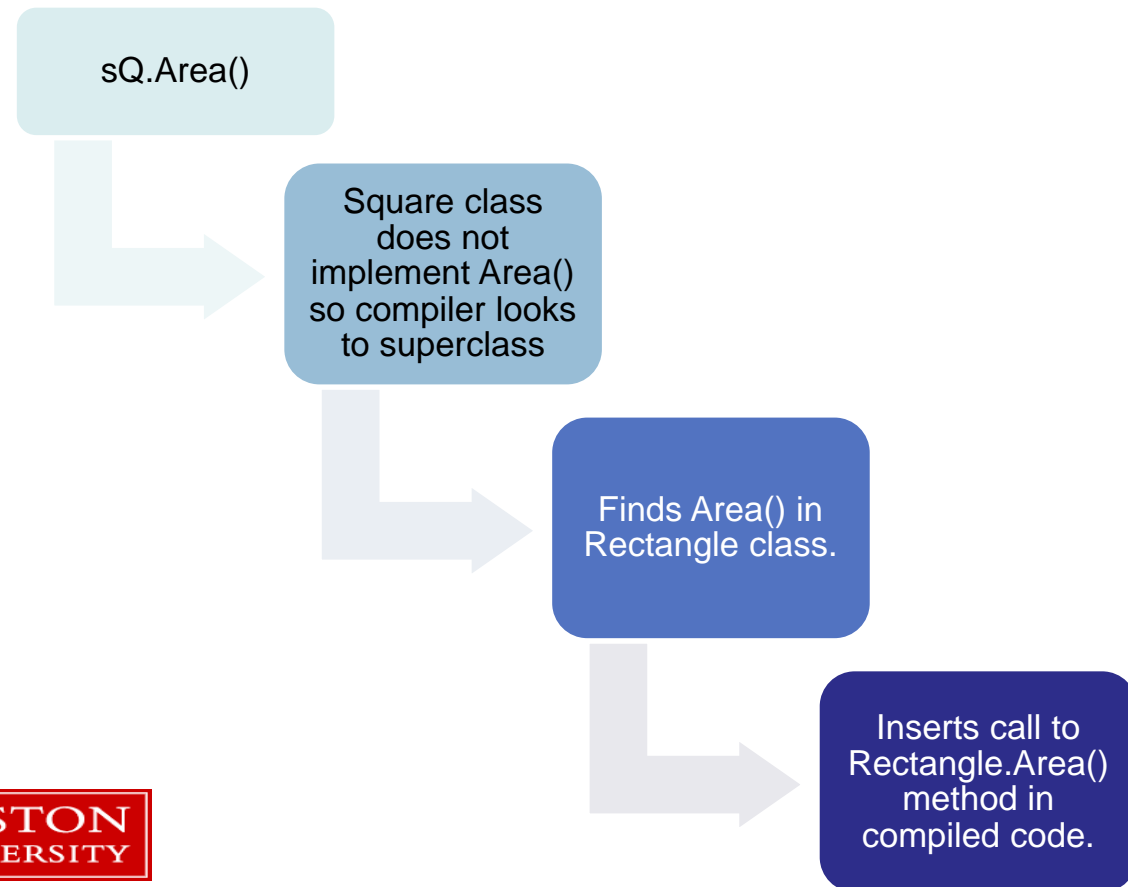 sQ.Area()
Square class
does not
implement Area()
so compiler looks
to superclass
Finds Area() in
Rectangle class.
Inserts call to
Rectangle.Area()
method in
compiled code.
STON
ERSITY